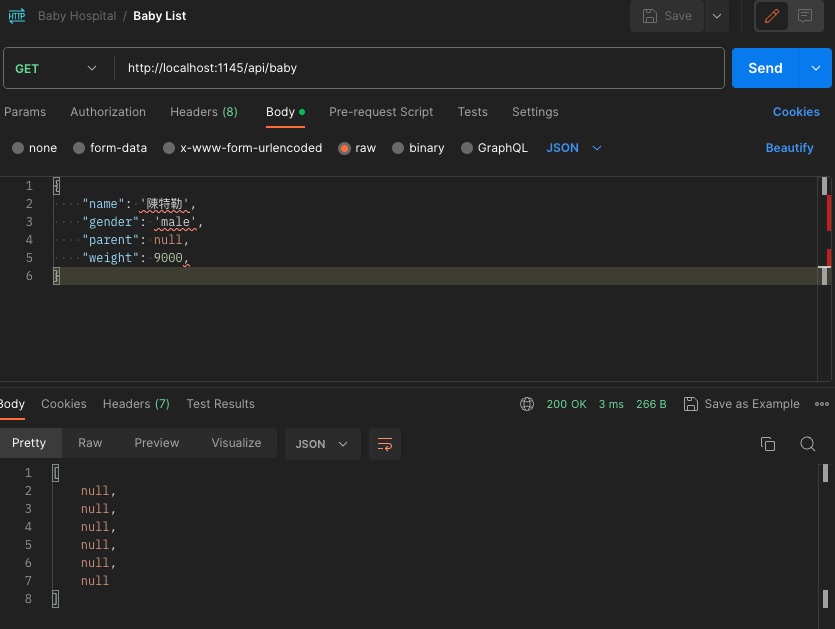 HTTP Baby Hospital / Baby List Save
GET http://localhost:1145/api/baby Send
Params Authorization Headers (8) Body Pre-request Script Tests Settings Cookies
none form-data x-www-form-urlencoded raw binary GraphQL JSON Beautify
1 {
2 "name": '陳特勒',
3 "gender": 'male',
4 "parent": null,
5 "weight": 9000,
6 }
Body Cookies Headers (7) Test Results 200 OK 3 ms 266 B Save as Example
Pretty Raw Preview Visualize JSON
1 [
2 null,
3 null,
4 null,
5 null,
6 null,
7 null
8 ]